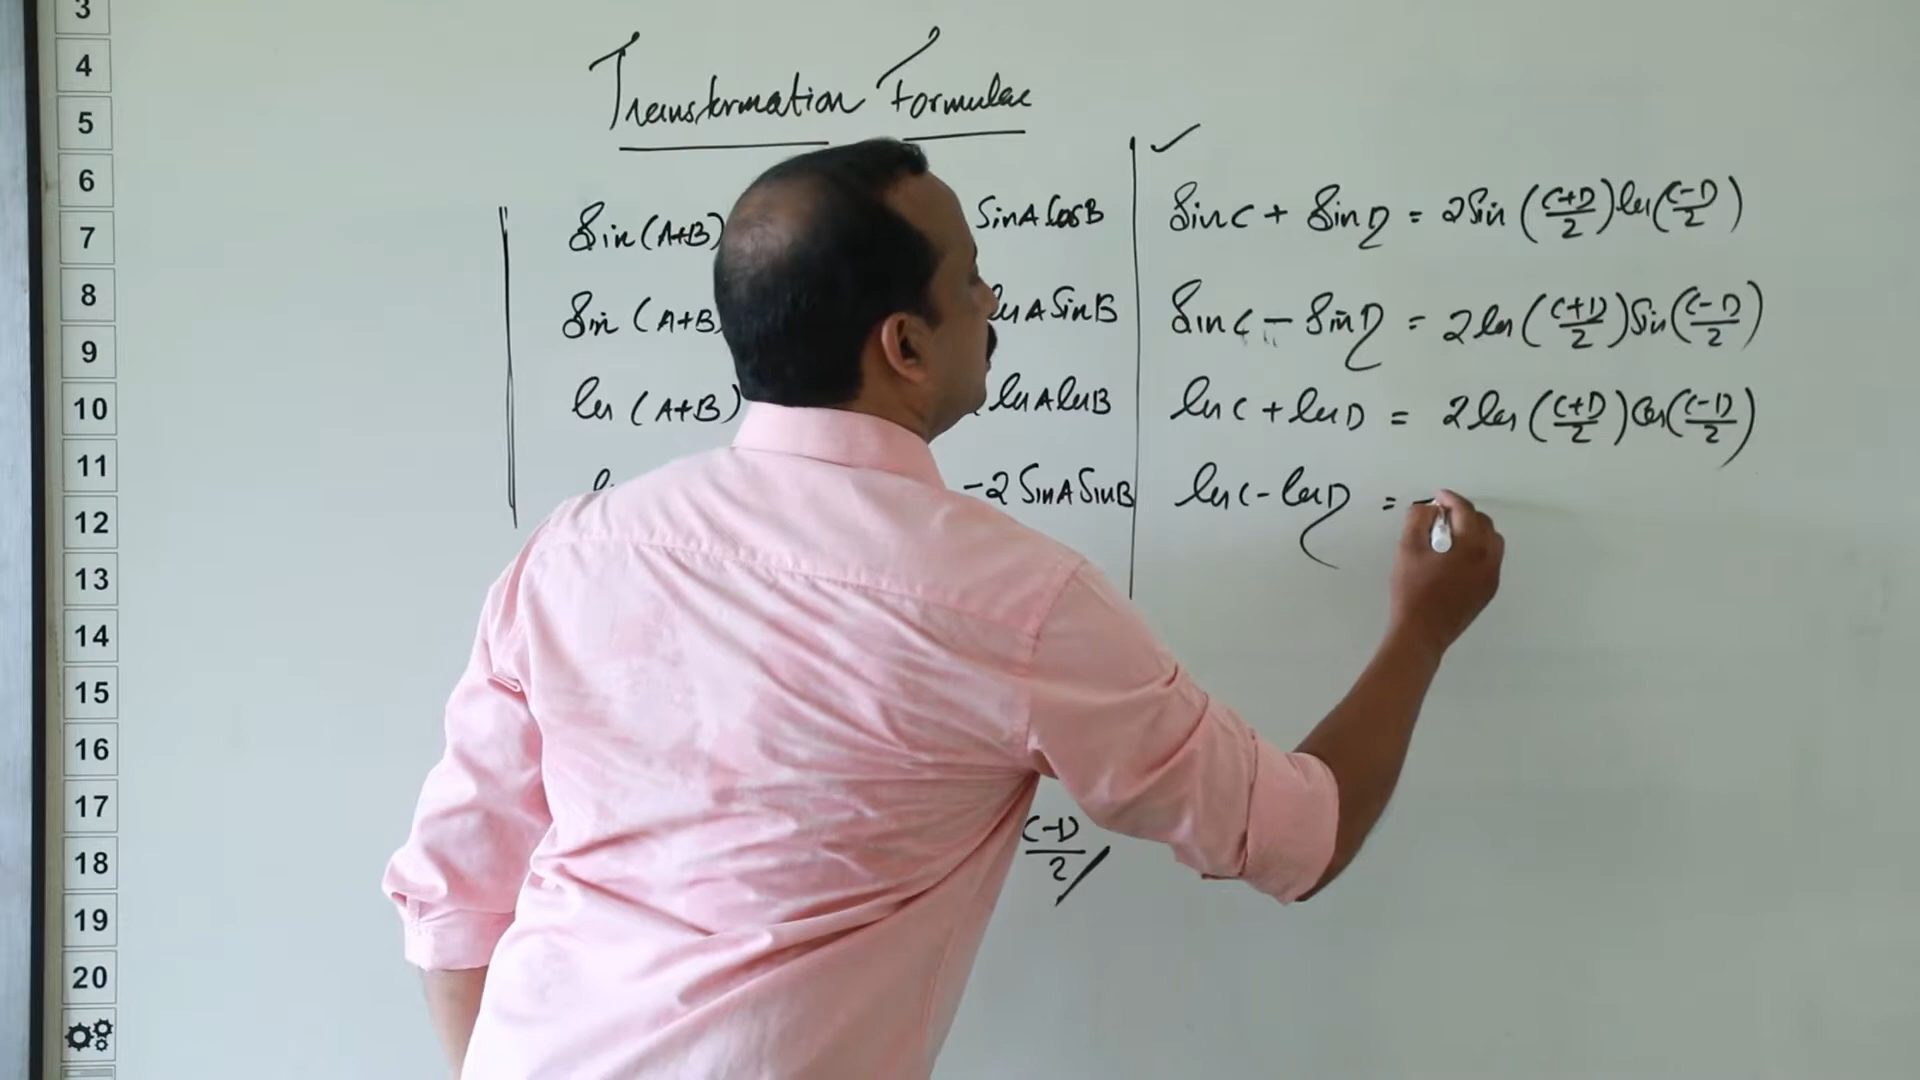 Transformation Formulae
Sin(A+B)
SinA CosB
Sin (A+B)
CosA SinB
Cos (A+B)
CosA CosB
-2 SinA SinB
SinC + SinD = 2Sin (C+D/2) Cos (C-D/2)
SinC - SinD = 2Cos (C+D/2) Sin (C-D/2)
CosC + CosD = 2Cos (C+D/2) Cos (C-D/2)
CosC - CosD = -
C-D/2
3
4
5
6
7
8
9
10
11
12
13
14
15
16
17
18
19
20